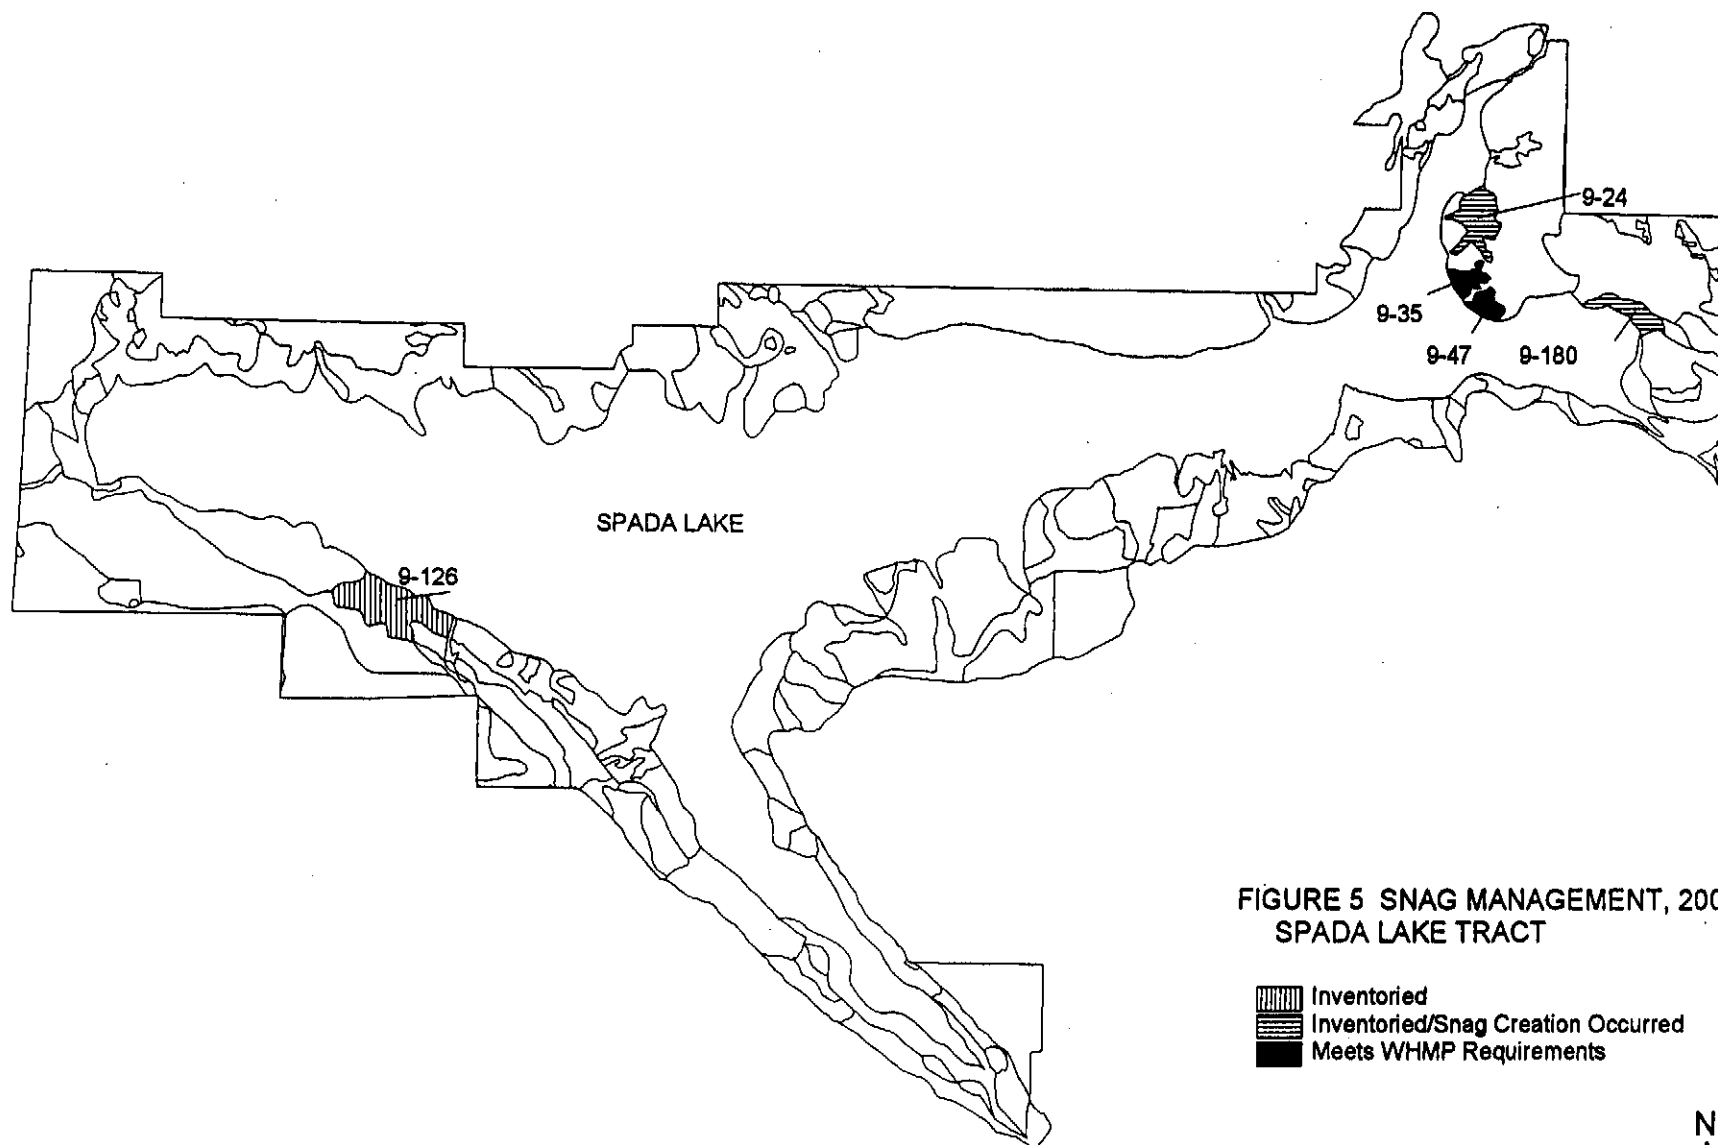 9-24
9-35
9-47
9-180
SPADA LAKE
9-126
FIGURE 5 SNAG MANAGEMENT, 200
SPADA LAKE TRACT
Inventoried
Inventoried/Snag Creation Occurred
Meets WHMP Requirements
N